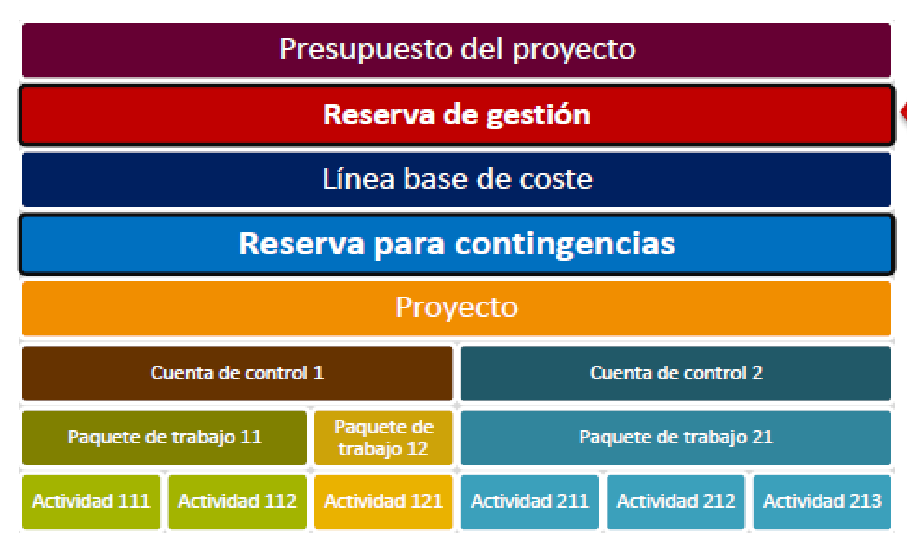 Presupuesto del proyecto
Reserva de gestión
Línea base de coste
Reserva para contingencias
Proyecto
Cuenta de control 1
Cuenta de control 2
Paquete de trabajo 11
Paquete de
trabajo 12
Paquete de trabajo 21
Actividad 111
Actividad 112
Actividad 121
Actividad 211
Actividad 212
Actividad 213